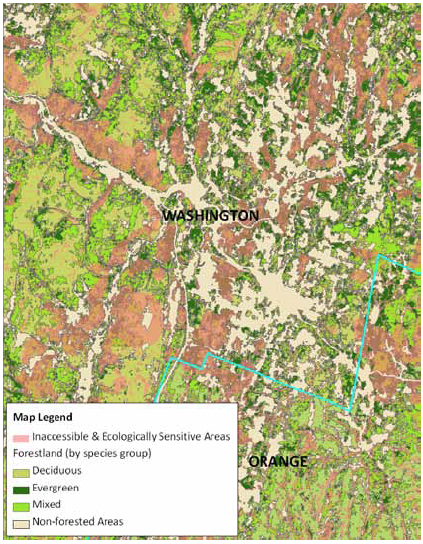 WASHINGTON
ORANGE
Map Legend
Inaccessible & Ecologically Sensitive Areas
Forestland (by species group)
Deciduous
Evergreen
Mixed
Non-forested Areas